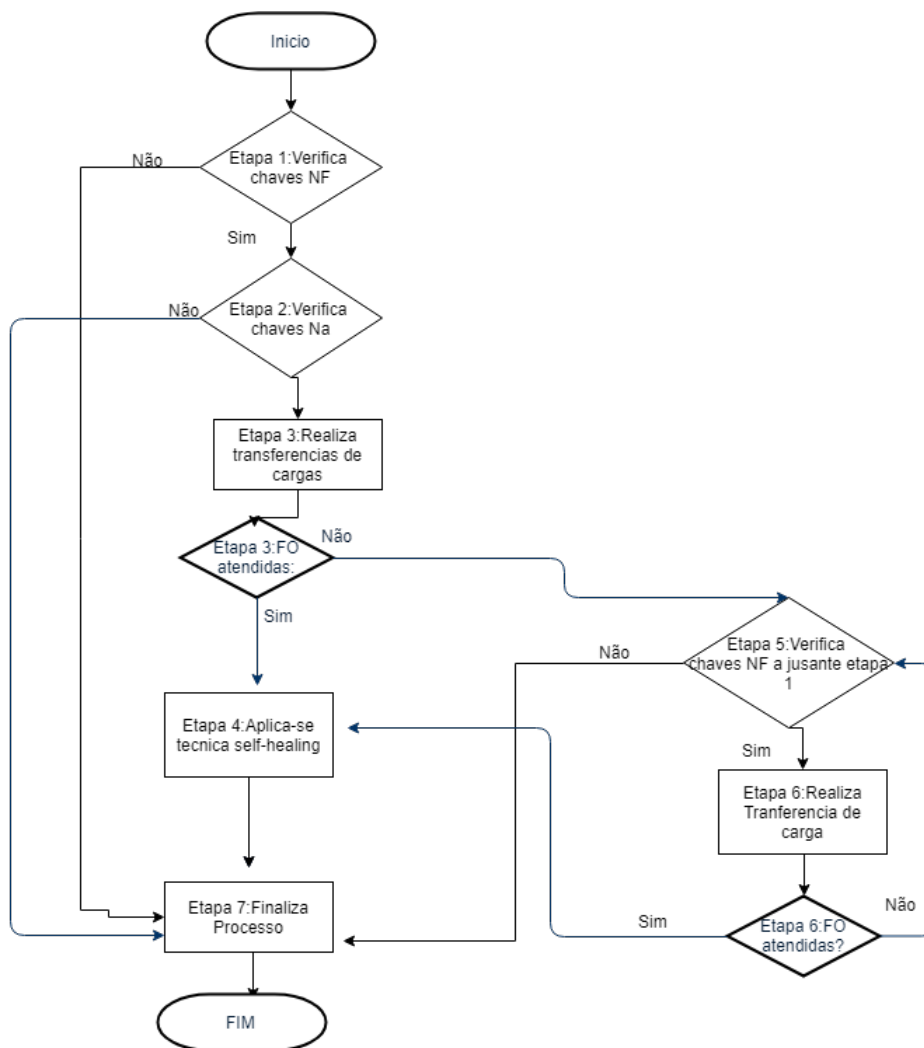 Inicio
Etapa 1:Verifica
chaves NF
Não
Sim
Etapa 2:Verifica
chaves Na
Não
Etapa 3:Realiza
transferencias de
cargas
Etapa 3:FO
atendidas:
Não
Sim
Etapa 5:Verifica
chaves NF a jusante etapa
1
Não
Sim
Etapa 4:Aplica-se
tecnica self-healing
Etapa 6:Realiza
Tranferencia de
carga
Etapa 6:FO
atendidas?
Sim
Não
Etapa 7:Finaliza
Processo
FIM